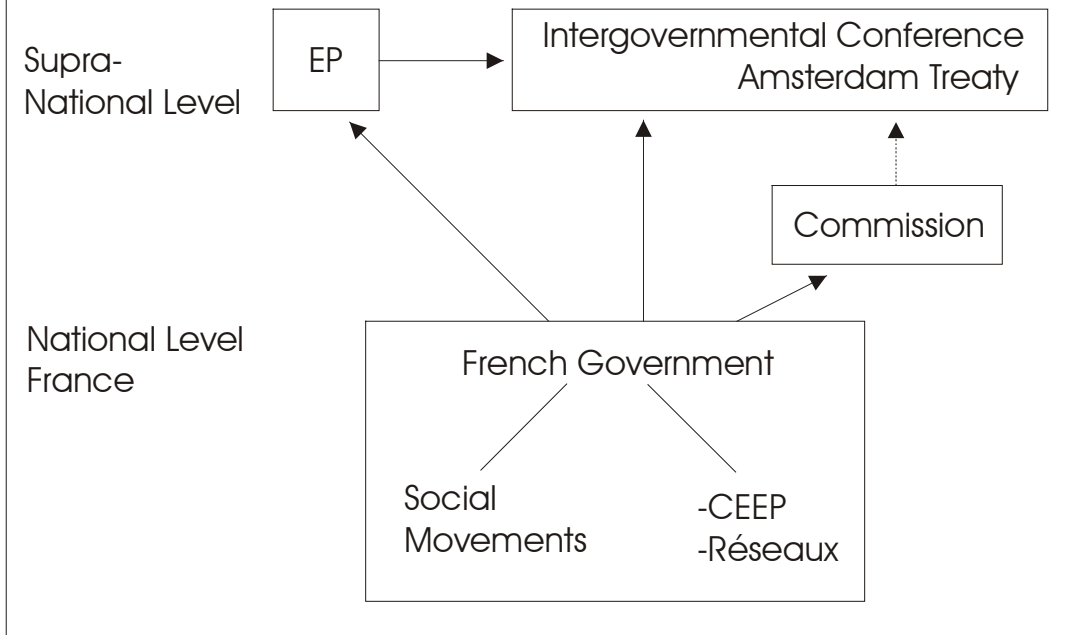 Supra-
National Level
EP
Intergovernmental Conference
Amsterdam Treaty
Commission
National Level
France
French Government
Social
Movements
-CEEP
-Réseaux